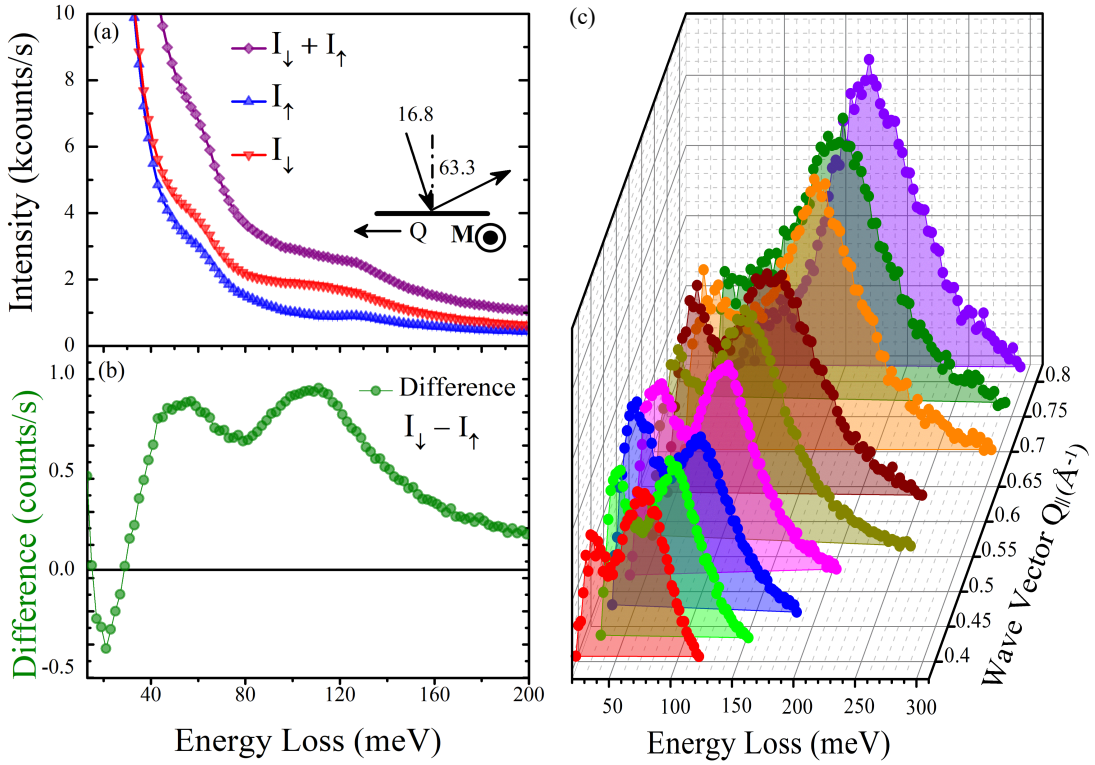 (a)
I↓ + I↑
I↑
I↓
16.8
63.3
Q
M
10
8
6
4
2
0
Intensity (kcounts/s)
(b)
Difference
I↓ − I↑
1.0
0.5
0.0
-0.5
Difference (counts/s)
40 80 120 160 200
Energy Loss (meV)
(c)
0.8
0.75
0.7
0.65
0.6
0.55
0.5
0.45
0.4
Wave Vector Q//(Å⁻¹)
50 100 150 200 250 300
Energy Loss (meV)